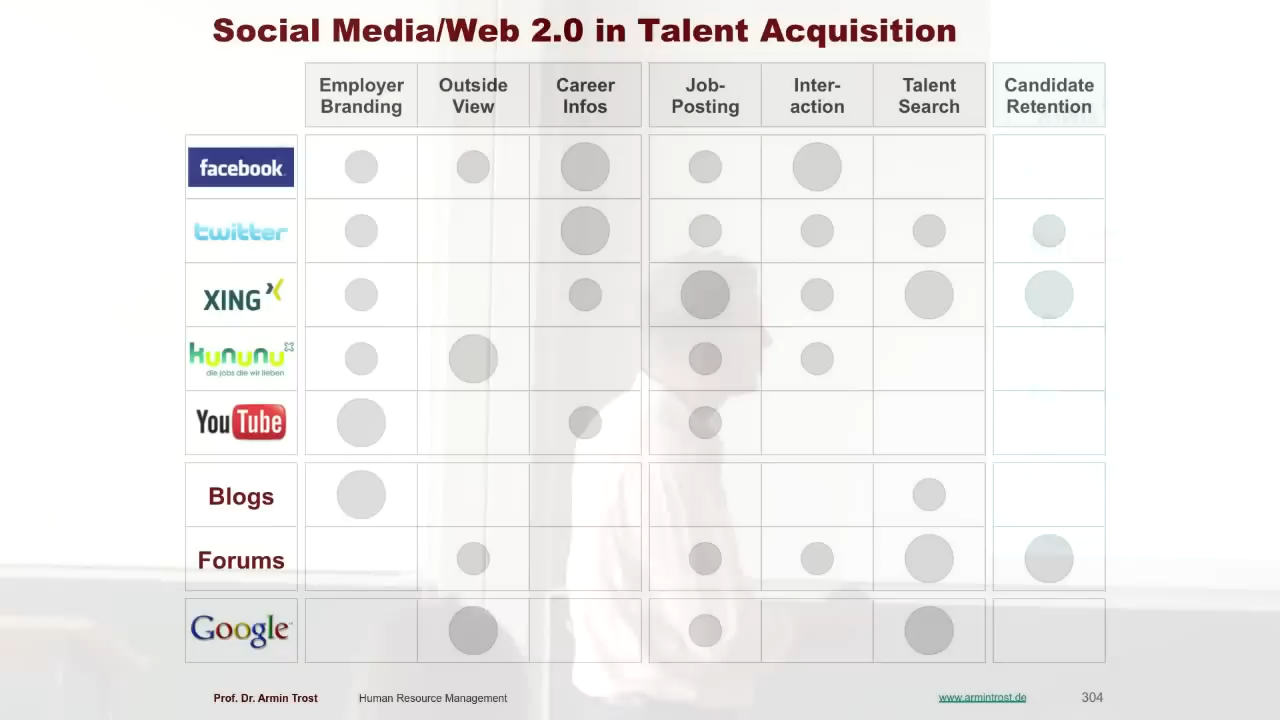 Social Media/Web 2.0 in Talent Acquisition
Employer Branding
Outside View
Career Infos
Job-Posting
Inter-action
Talent Search
Candidate Retention
facebook
twitter
XING
kununu
die jobs die wir lieben
YouTube
Blogs
Forums
Google
Prof. Dr. Armin Trost Human Resource Management www.armintrost.de 304